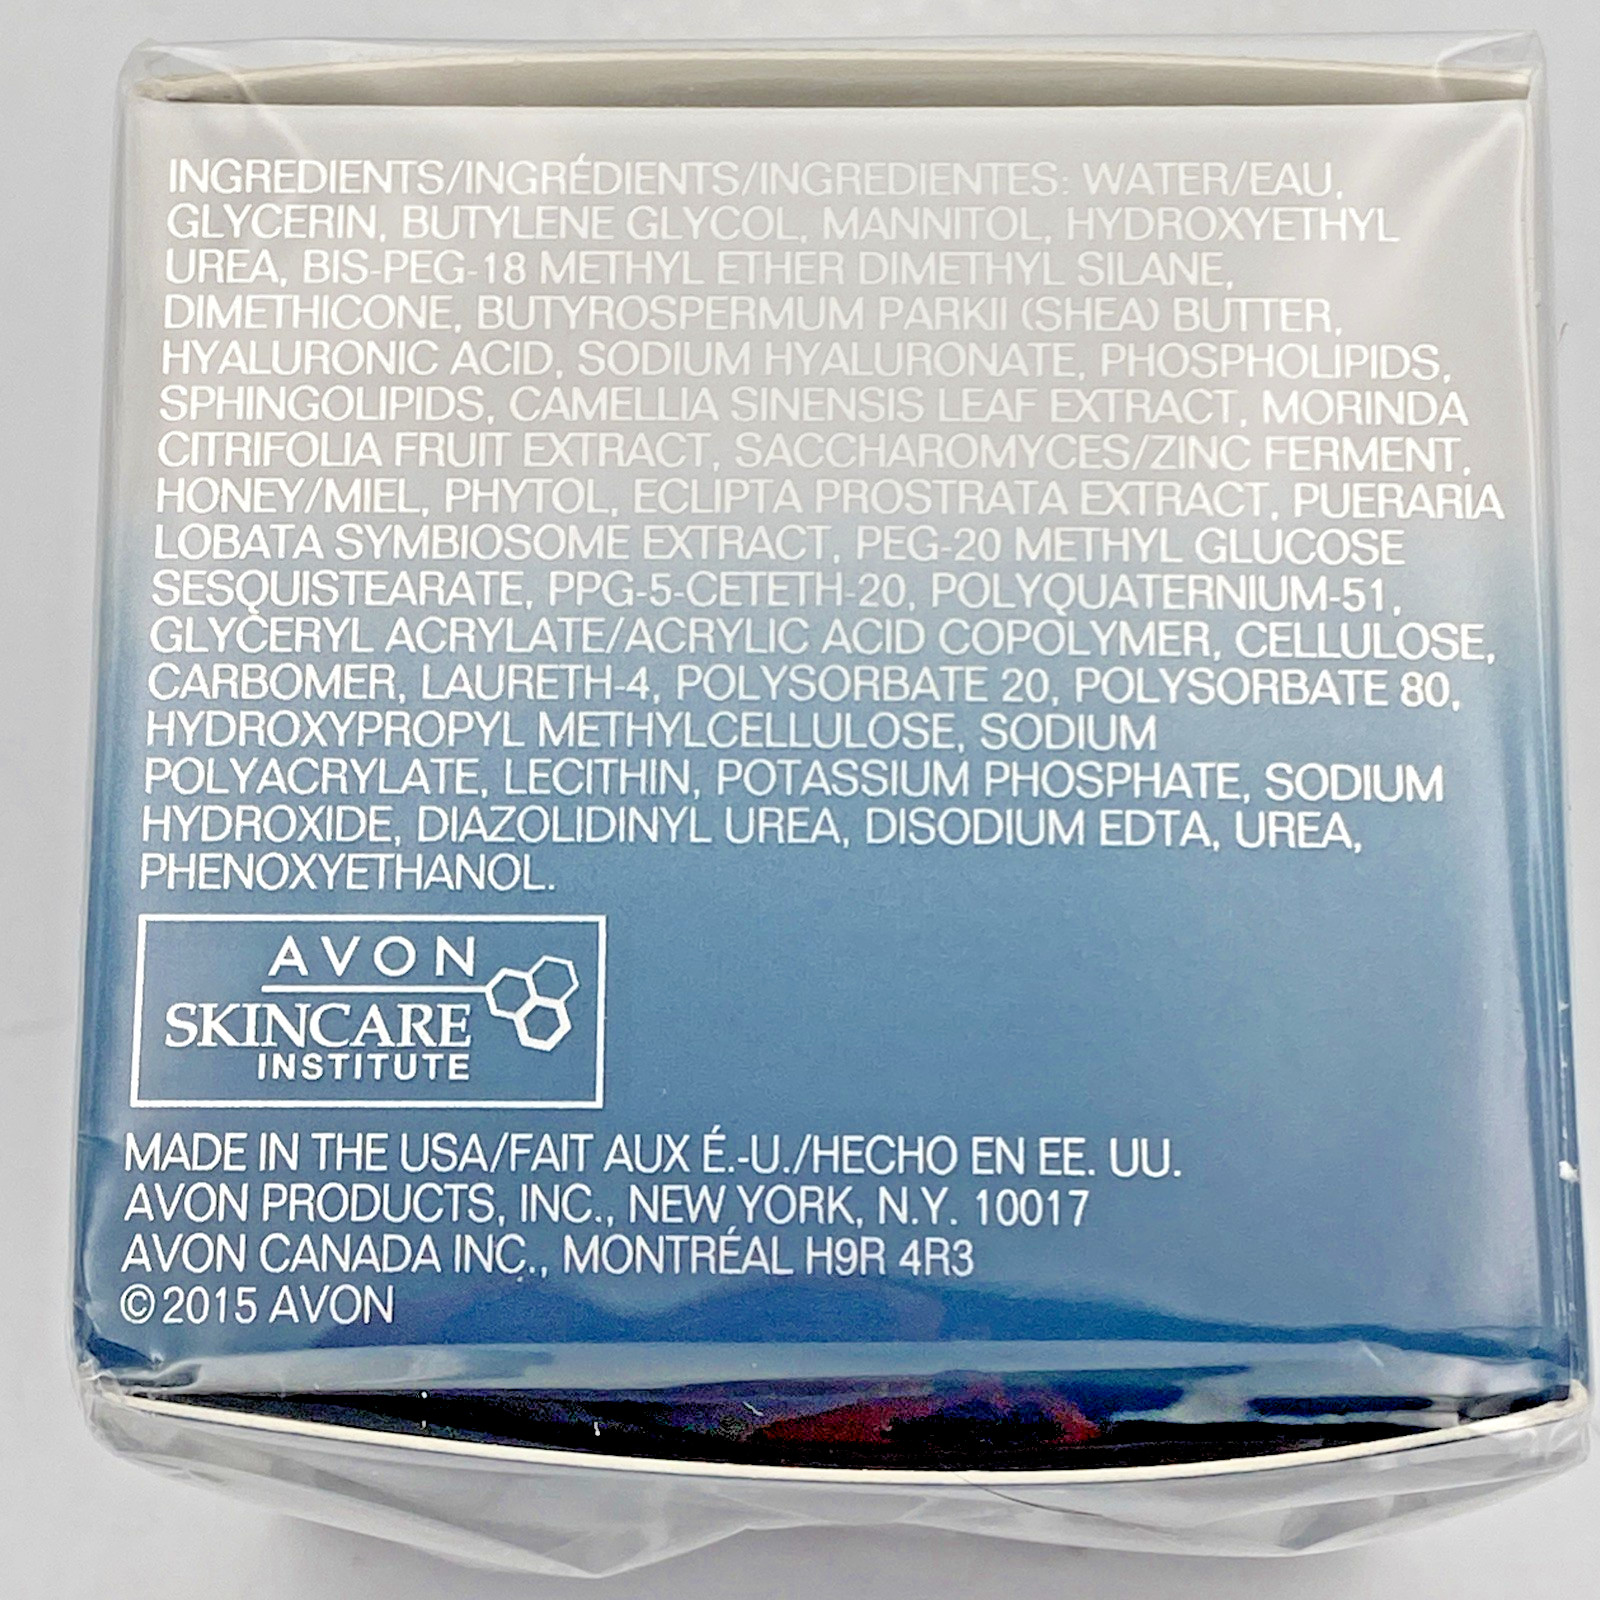 INGREDIENTS/INGRÉDIENTS/INGREDIENTES: WATER/EAU,
GLYCERIN, BUTYLENE GLYCOL, MANNITOL, HYDROXYETHYL
UREA, BIS-PEG-18 METHYL ETHER DIMETHYL SILANE,
DIMETHICONE, BUTYROSPERMUM PARKII (SHEA) BUTTER,
HYALURONIC ACID, SODIUM HYALURONATE, PHOSPHOLIPIDS,
SPHINGOLIPIDS, CAMELLIA SINENSIS LEAF EXTRACT, MORINDA
CITRIFOLIA FRUIT EXTRACT, SACCHAROMYCES/ZINC FERMENT,
HONEY/MIEL, PHYTOL, ECLIPTA PROSTRATA EXTRACT, PUERARIA
LOBATA SYMBIOSOME EXTRACT, PEG-20 METHYL GLUCOSE
SESQUISTEARATE, PPG-5-CETETH-20, POLYQUATERNIUM-51,
GLYCERYL ACRYLATE/ACRYLIC ACID COPOLYMER, CELLULOSE,
CARBOMER, LAURETH-4, POLYSORBATE 20, POLYSORBATE 80,
HYDROXYPROPYL METHYLCELLULOSE, SODIUM
POLYACRYLATE, LECITHIN, POTASSIUM PHOSPHATE, SODIUM
HYDROXIDE, DIAZOLIDINYL UREA, DISODIUM EDTA, UREA,
PHENOXYETHANOL.
AVON
SKINCARE
INSTITUTE
MADE IN THE USA/FAIT AUX É.-U./HECHO EN EE. UU.
AVON PRODUCTS, INC., NEW YORK, N.Y. 10017
AVON CANADA INC., MONTRÉAL H9R 4R3
©2015 AVON